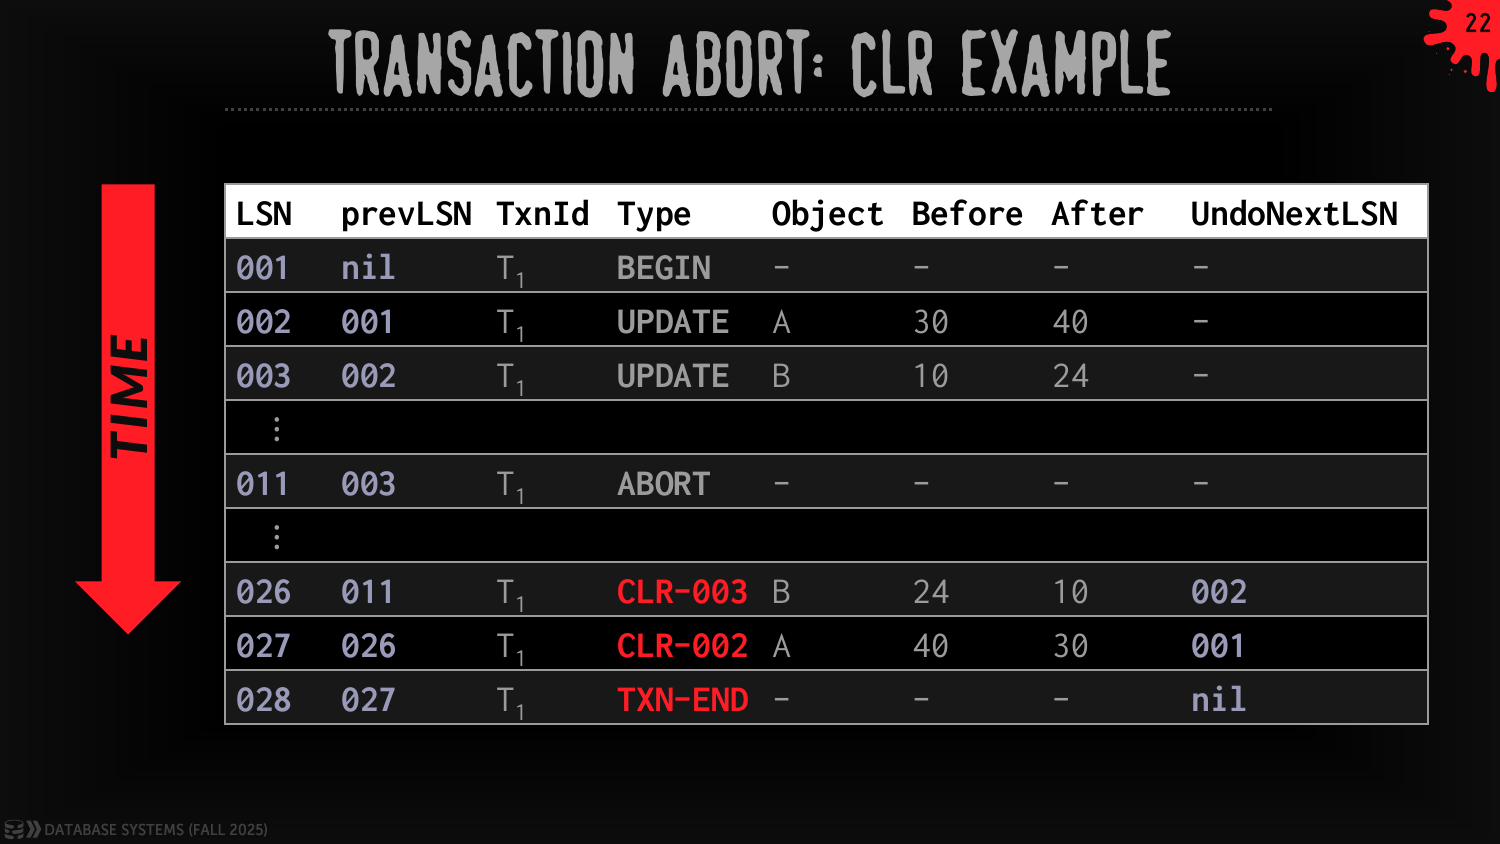 22
TRANSACTION ABORT: CLR EXAMPLE
TIME
LSN prevLSN TxnId Type Object Before After UndoNextLSN
001 nil T1 BEGIN - - - -
002 001 T1 UPDATE A 30 40 -
003 002 T1 UPDATE B 10 24 -
⋮
011 003 T1 ABORT - - - -
⋮
026 011 T1 CLR-003 B 24 10 002
027 026 T1 CLR-002 A 40 30 001
028 027 T1 TXN-END - - - nil
DATABASE SYSTEMS (FALL 2025)